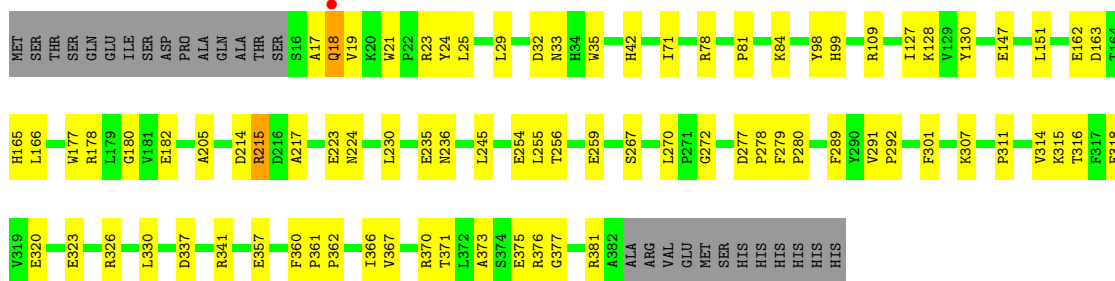 MET SER THR SER GLN GLU ILE SER ASP PRO ALA GLN ALA THR SER S16 A17 Q18 V19 K20 W21 P22 R23 Y24 L25 L29 D32 N33 H34 W35 H42 I71 R78 P81 K84 Y98 H99 R109 I127 K128 V129 Y130 E147 L151 E162 D163 T164
H165 L166 W177 R178 L179 G180 V181 E182 A205 D214 R215 D216 A217 E223 N224 L230 E235 N236 L245 E254 L255 T256 E259 S267 L270 P271 G272 D277 P278 F279 P280 F289 Y290 V291 P292 F301 K307 P311 V314 K315 T316 F317
V319 E320 E323 R326 L330 D337 R341 E357 F360 P361 P362 I366 V367 R370 T371 L372 A373 S374 E375 R376 G377 R381 A382 ALA ARG VAL GLU MET SER HIS HIS HIS HIS HIS HIS